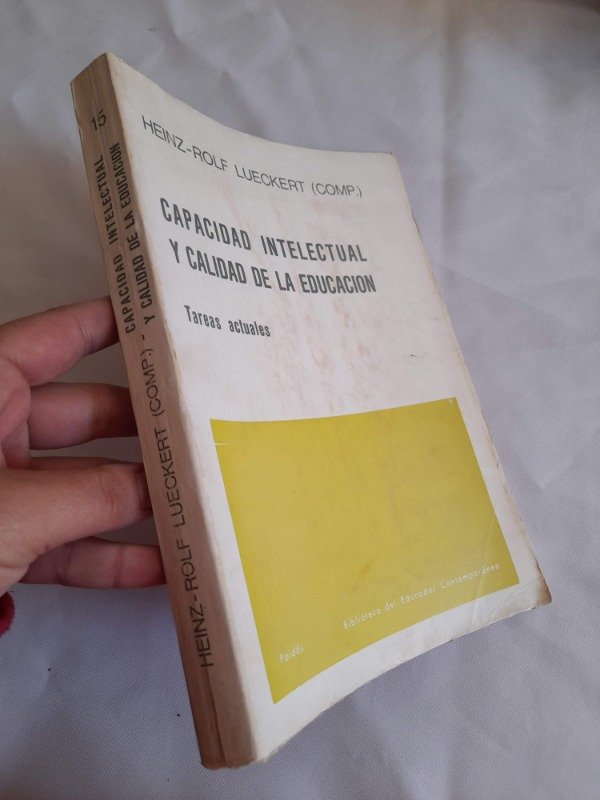 HEINZ-ROLF LUECKERT (COMP.)
CAPACIDAD INTELECTUAL
Y CALIDAD DE LA EDUCACION
Tareas actuales
Paidós
Biblioteca del Educador Contemporáneo
15
HEINZ-ROLF LUECKERT (COMP.) -
CAPACIDAD INTELECTUAL
Y CALIDAD DE LA EDUCACION